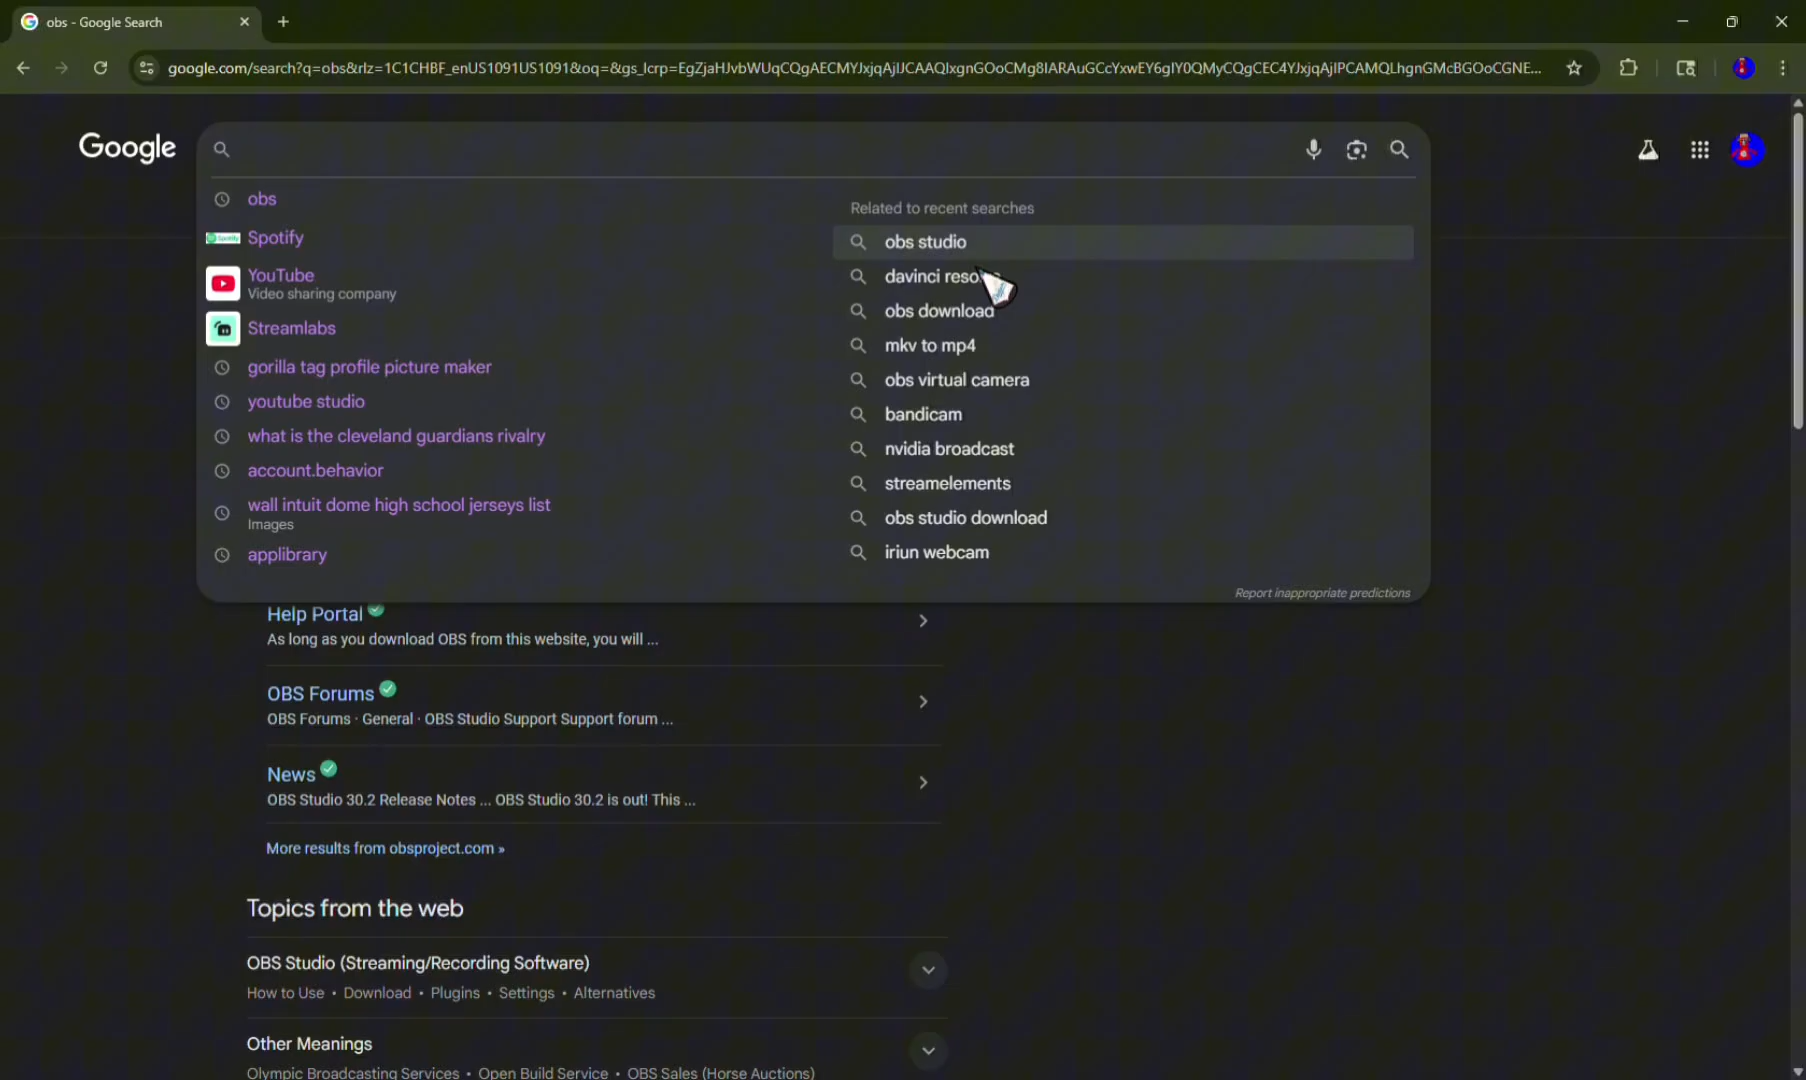 obs - Google Search
google.com/search?q=obs&rlz=1C1CHBF_enUS1091US1091&oq=&gs_lcrp=EgZjaHJvbWUqCQgAECMYJxjqAjIJCAAQIxgnGOoCMg8IARAuGCcYxwEY6gIY0QMyCQgCEC4YJxjqAjIPCAMQLhgnGMcBGOoCGNE...
Google
obs
Spotify
YouTube
Video sharing company
Streamlabs
gorilla tag profile picture maker
youtube studio
what is the cleveland guardians rivalry
account.behavior
wall intuit dome high school jerseys list
Images
applibrary
Related to recent searches
obs studio
davinci
obs download
mkv to mp4
obs virtual camera
bandicam
nvidia broadcast
streamelements
obs studio download
iriun webcam
Report inappropriate predictions
Help Portal
As long as you download OBS from this website, you will ...
OBS Forums
OBS Forums · General · OBS Studio Support Support forum ...
News
OBS Studio 30.2 Release Notes ... OBS Studio 30.2 is out! This ...
More results from obsproject.com »
Topics from the web
OBS Studio (Streaming/Recording Software)
How to Use • Download • Plugins • Settings • Alternatives
Other Meanings
Olympic Broadcasting Services • Open Build Service • OBS Sales (Horse Auctions)